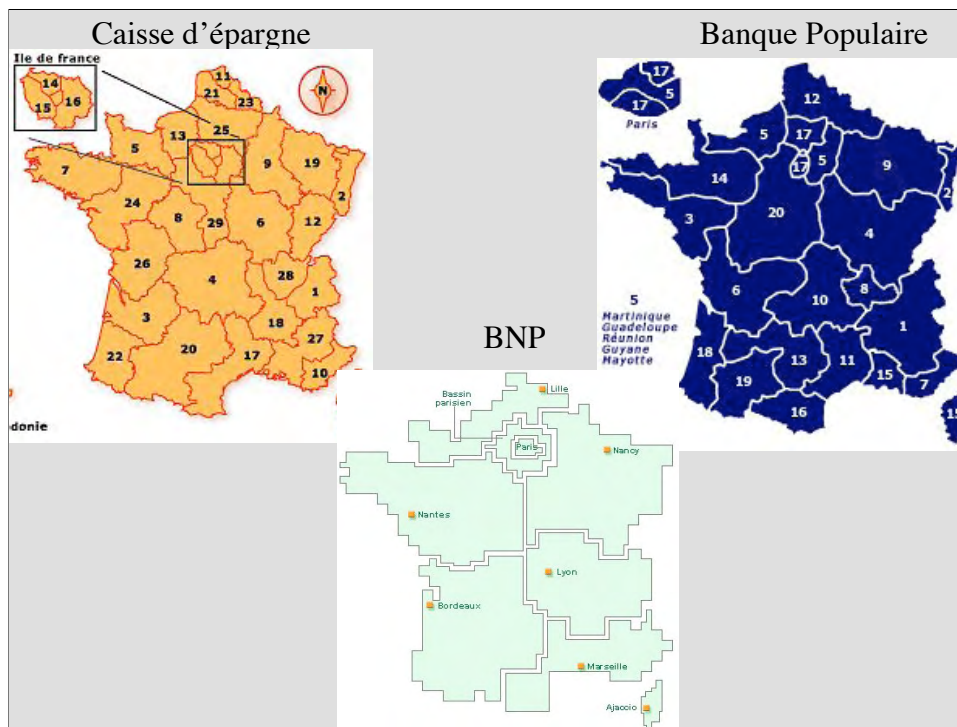 Caisse d’épargne
Ile de france
14
15
16
11
21
23
25
13
5
7
9
19
2
24
8
29
6
12
26
4
28
1
3
18
27
22
20
17
10
donie
Banque Populaire
17
5
17
Paris
12
5
17
17
5
9
2
14
3
20
4
6
10
8
1
18
19
13
11
15
7
16
15
5
Martinique
Guadeloupe
Réunion
Guyane
Mayotte
BNP
Lille
Bassin
parisien
Paris
Nancy
Nantes
Lyon
Bordeaux
Marseille
Ajaccio